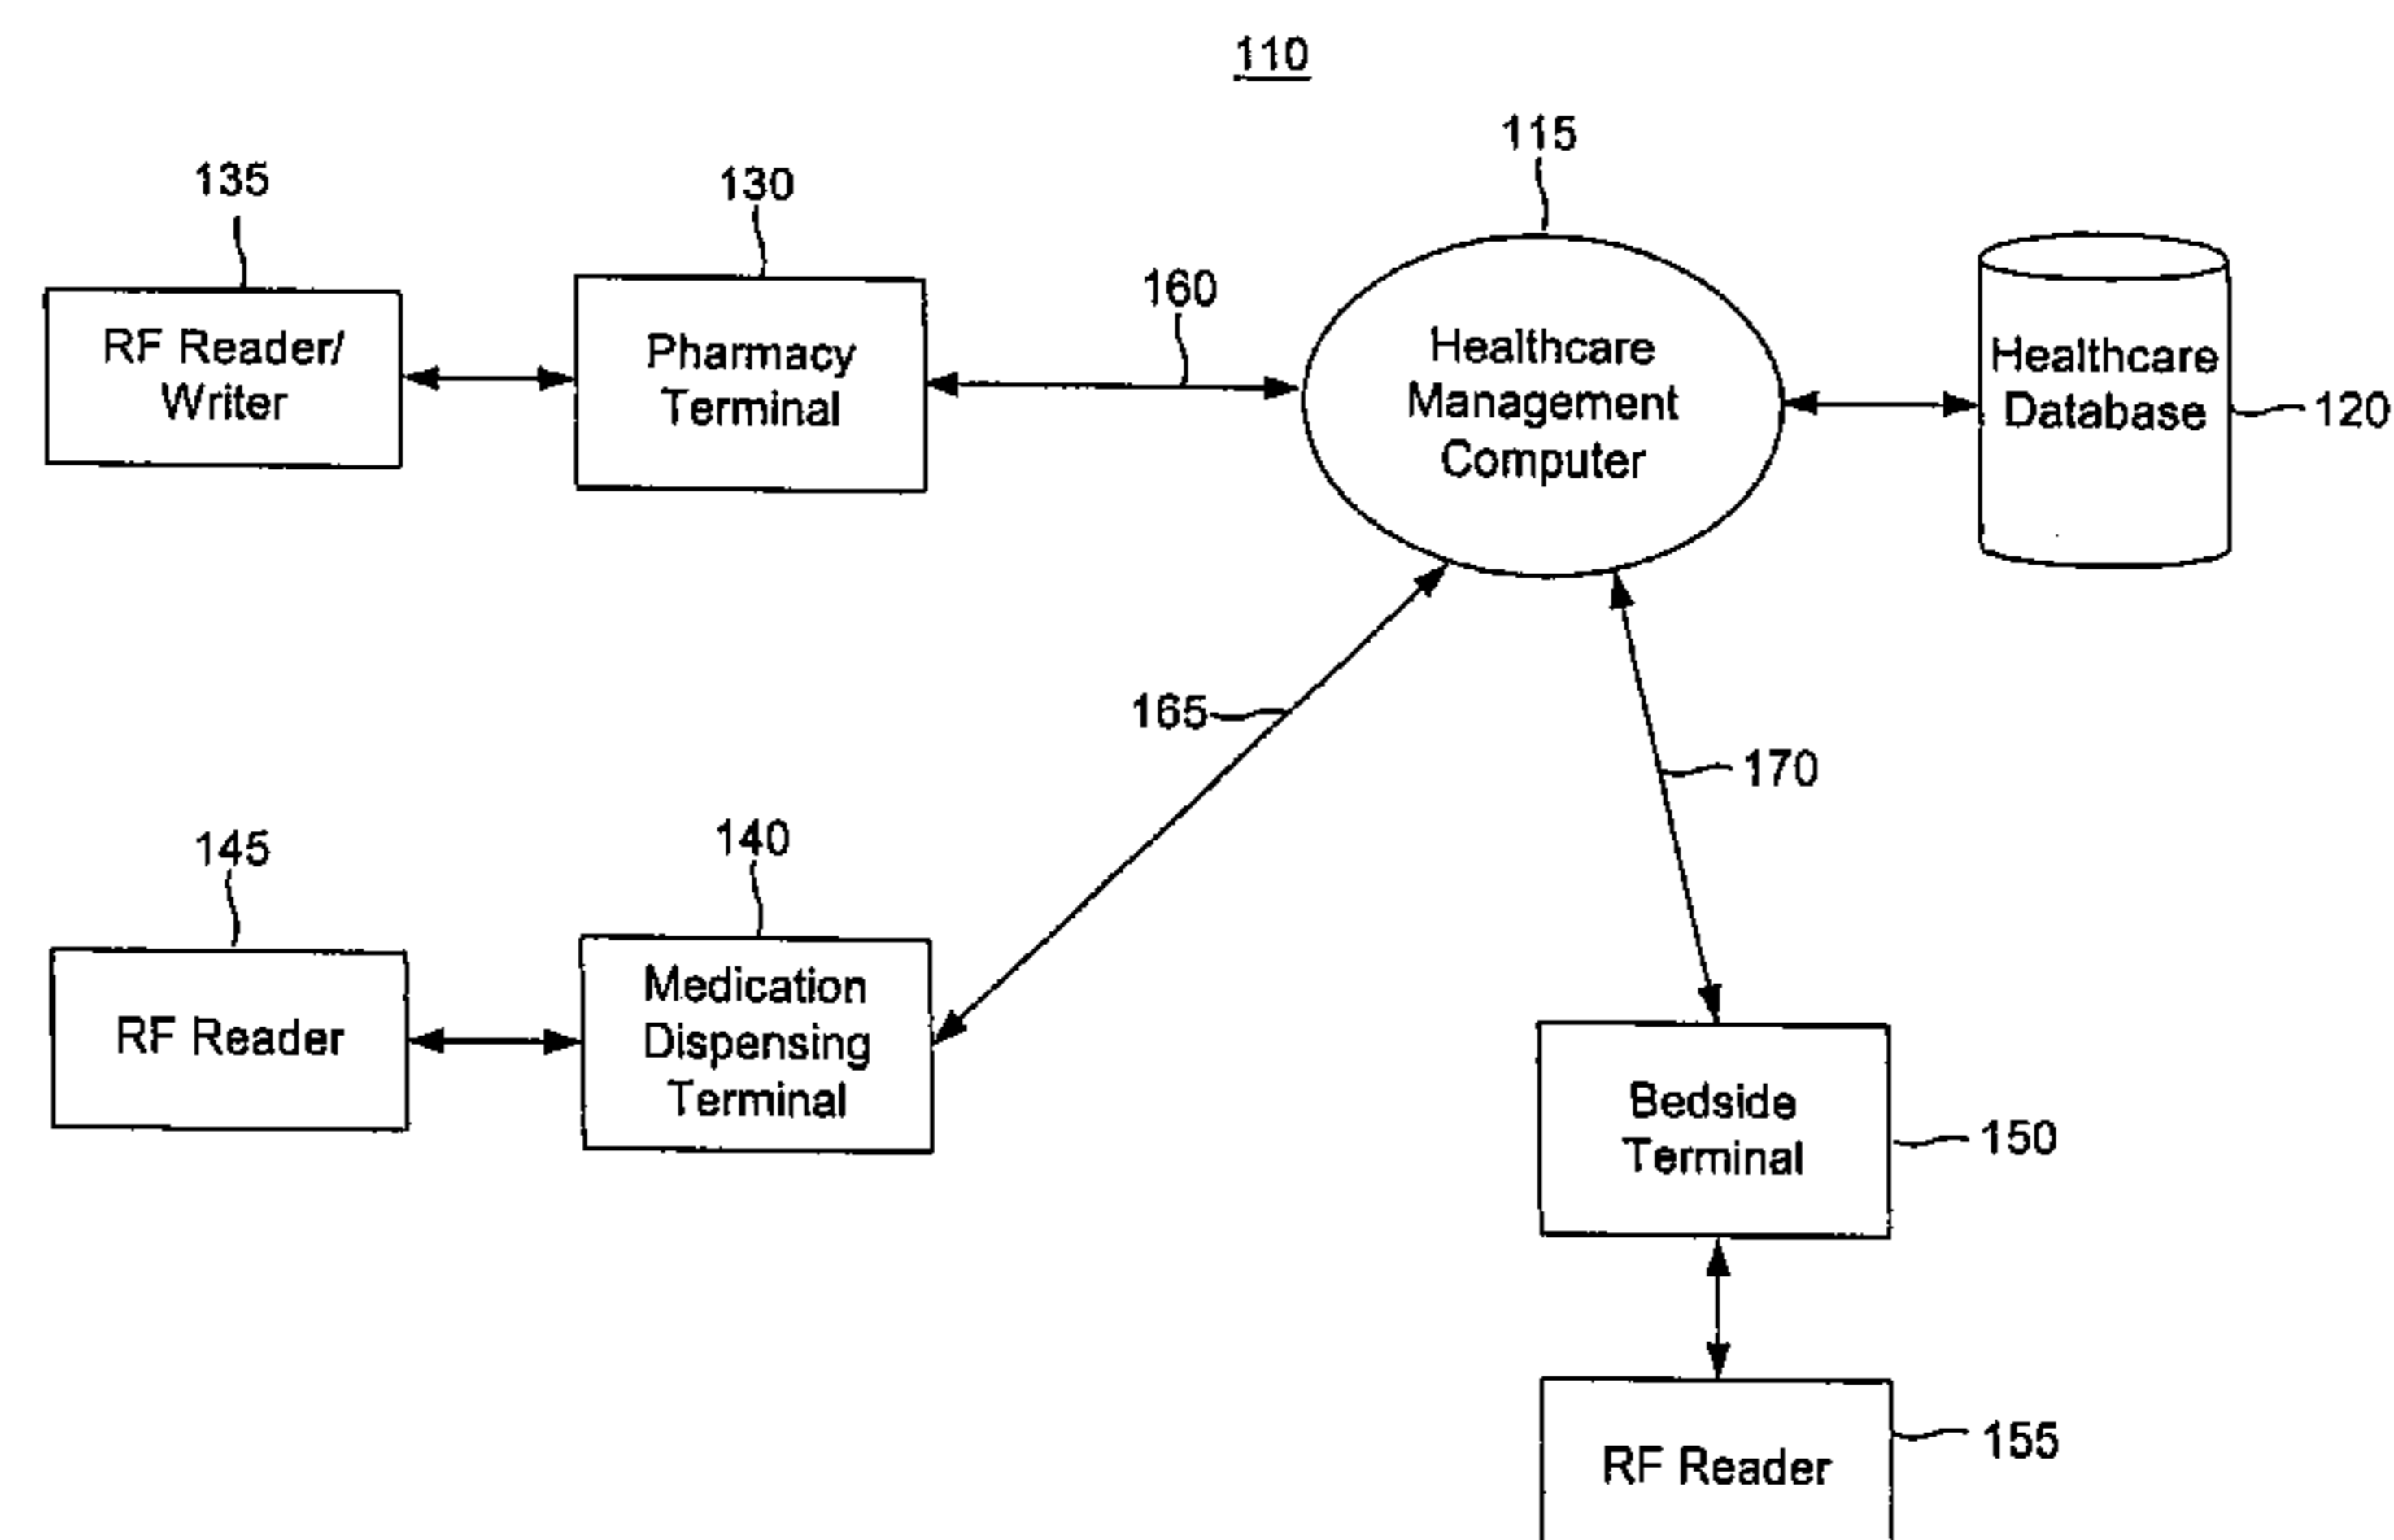 110
115
135
130
160
RF Reader/
Writer
Pharmacy
Terminal
Healthcare
Management
Computer
Healthcare
Database
120
165
170
145
140
RF Reader
Medication
Dispensing
Terminal
Bedside
Terminal
150
RF Reader
155